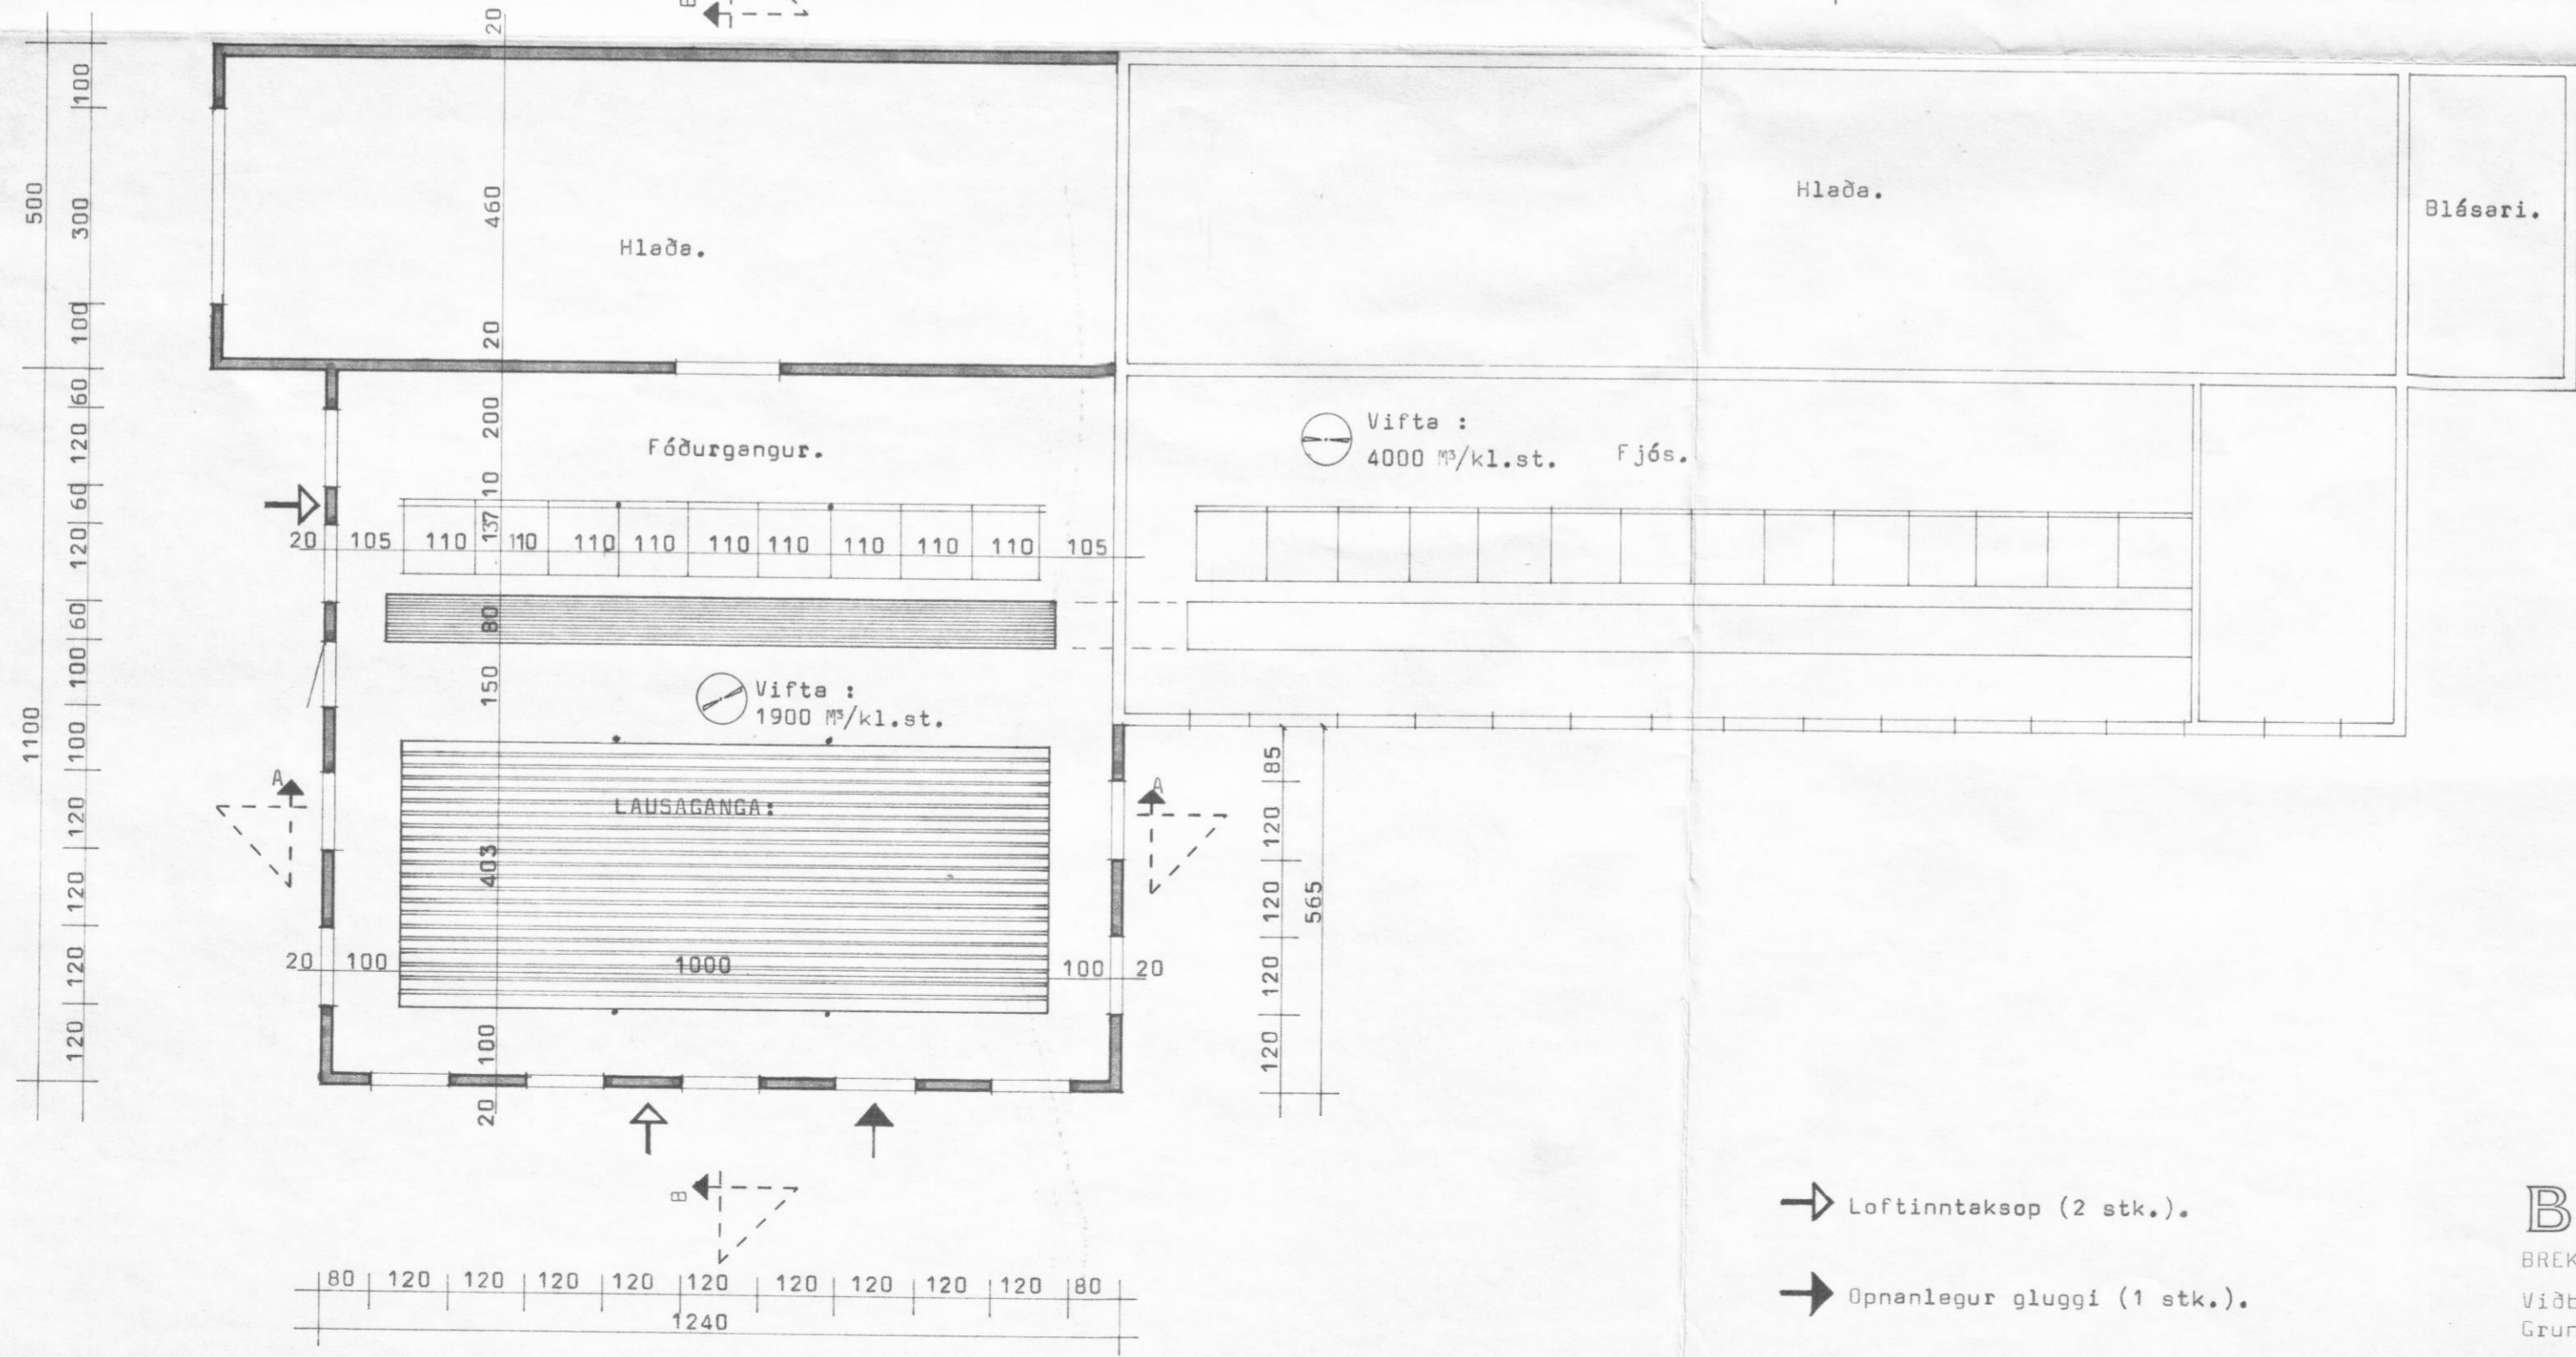 B
20
Hlaða.
Hlaða.
Blásari.
500
100
300
100
460
20
1100
60
120
60
120
60
100
100
120
120
120
120
200
10
137
80
150
403
100
20
Fóðurgangur.
Vifta :
4000 M³/kl.st.
Fjós.
20 105 110 110 110 110 110 110 110 110 110 105
Vifta :
1900 M³/kl.st.
A
A
LAUSAGANGA:
20 100 1000 100 20
85
120
120
120
120
565
B
80 120 120 120 120 120 120 120 120 120 80
1240
Loftinntaksop (2 stk.).
Opnanlegur gluggi (1 stk.).
B
BREK
Grun